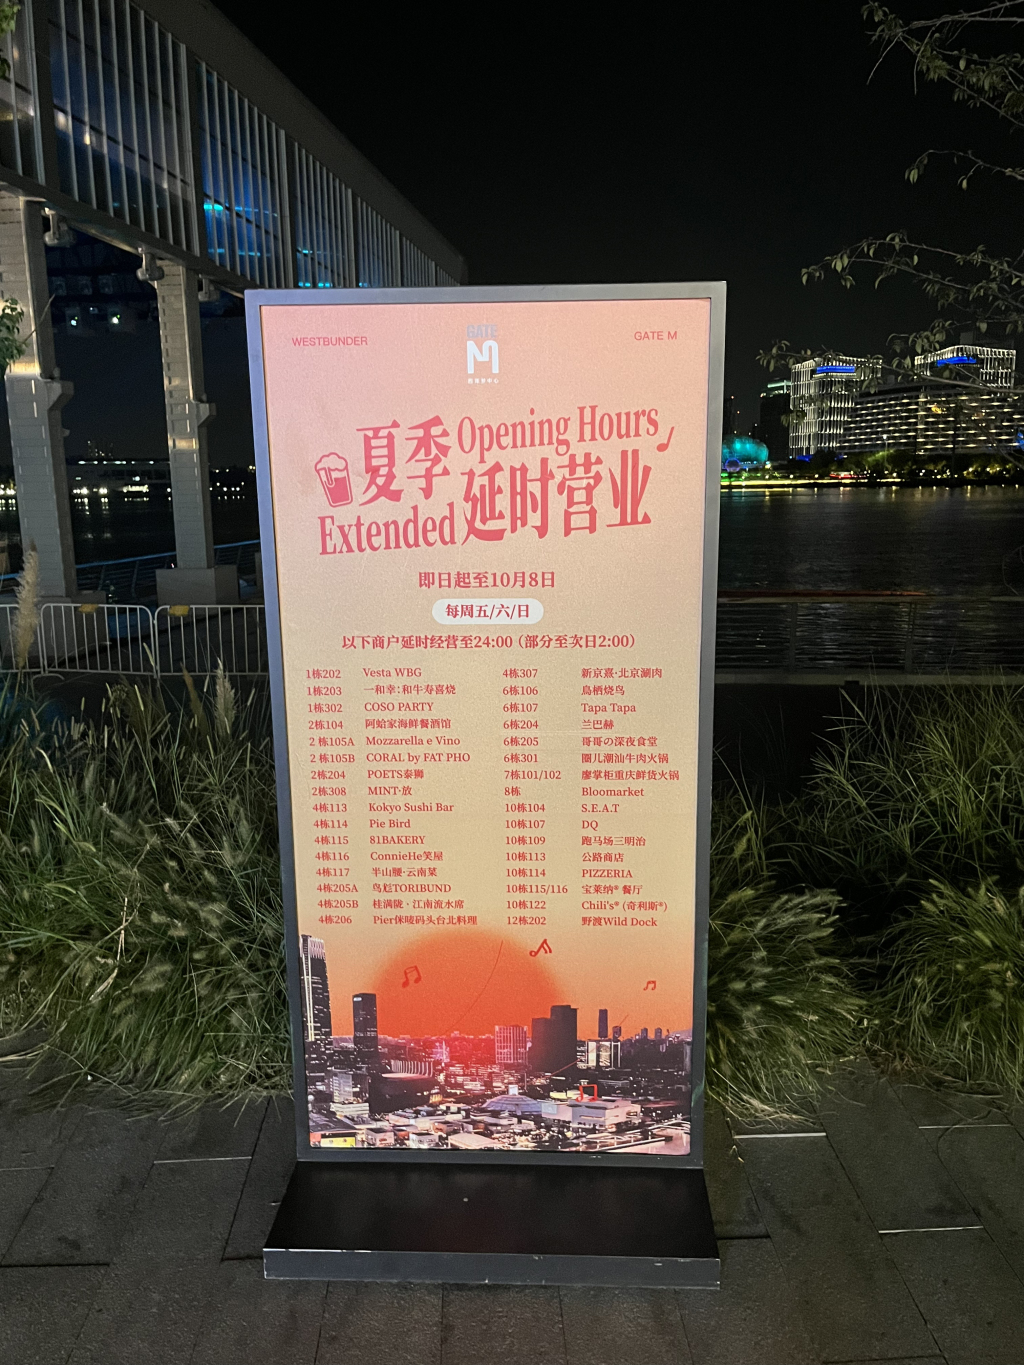 WESTBUNDER
GATE
M
GATE M
夏季 Opening Hours
Extended 延时营业
即日起至10月8日
每周五/六/日
以下商户延时经营至24:00（部分至次日2:00）
1栋202 Vesta WBG
1栋203 一和幸:和牛寿喜烧
1栋302 COSO PARTY
2栋104 阿蛤家海鲜餐酒馆
2栋105A Mozzarella e Vino
2栋105B CORAL by FAT PHO
2栋204 POETS泰狮
2栋308 MINT·放
4栋113 Kokyo Sushi Bar
4栋114 Pie Bird
4栋115 81BAKERY
4栋116 ConnieHe笑屋
4栋117 半山腰·云南菜
4栋205A 鸟彪TORIBUND
4栋205B 桂满陇·江南流水席
4栋206 Pier侎唛码头台北料理
4栋307 新京熹·北京涮肉
6栋106 鳥栖烧鸟
6栋107 Tapa Tapa
6栋204 兰巴赫
6栋205 哥哥の深夜食堂
6栋301 圈儿潮汕牛肉火锅
7栋101/102 廖掌柜重庆鲜货火锅
8栋 Bloomarket
10栋104 S.E.A.T
10栋107 DQ
10栋109 跑马场三明治
10栋113 公路商店
10栋114 PIZZERIA
10栋115/116 宝莱纳® 餐厅
10栋122 Chili's® (奇利斯®)
12栋202 野渡Wild Dock